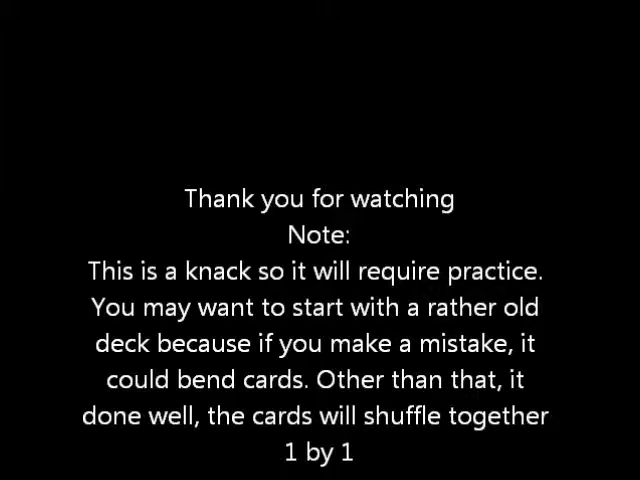 Thank you for watching
Note:
This is a knack so it will require practice.
You may want to start with a rather old
deck because if you make a mistake, it
could bend cards. Other than that, it
done well, the cards will shuffle together
1 by 1